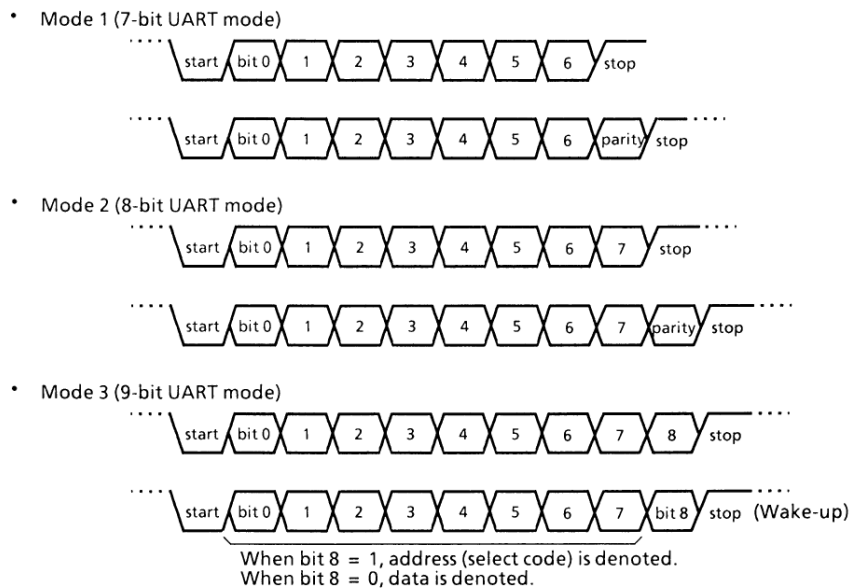 • Mode 1 (7-bit UART mode)
start bit 0 1 2 3 4 5 6 stop
start bit 0 1 2 3 4 5 6 parity stop
• Mode 2 (8-bit UART mode)
start bit 0 1 2 3 4 5 6 7 stop
start bit 0 1 2 3 4 5 6 7 parity stop
• Mode 3 (9-bit UART mode)
start bit 0 1 2 3 4 5 6 7 8 stop
start bit 0 1 2 3 4 5 6 7 bit 8 stop (Wake-up)
When bit 8 = 1, address (select code) is denoted.
When bit 8 = 0, data is denoted.